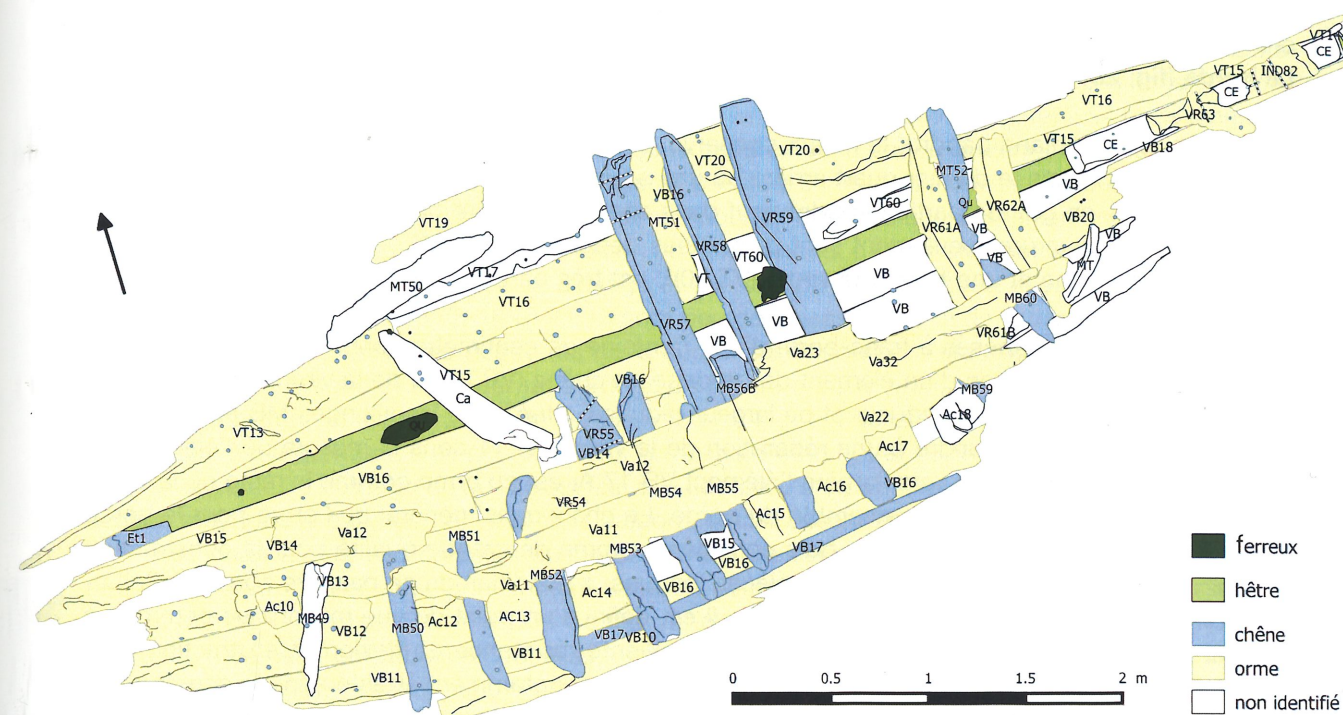 VT1
CE
VT15
IND82
CE
VT16
VR63
VT15
CE
VB18
VT20
VT20
MT52
VB
VB16
VT60
Qu
VR62A
VB20
VT19
MT51
VR59
VR61A
VB
VB
VR58
VT60
VB
MT
VT17
VT
VB
MT50
VB
VB
VT16
MB60
VR57
VB
VR61B
VB
Va23
Va32
VT15
VB16
MB56B
MB59
Ca
Ac18
Va22
Qu
VT13
VR55
Ac17
VB14
Va12
VB16
VB16
MB54
MB55
Ac16
VR54
Ac15
Va11
Et1
VB15
Va12
MB51
VB15
VB17
VB14
MB53
VB16
VB13
Va11
MB52
VB16
Ac10
Ac14
MB49
Ac12
AC13
VB12
MB50
VB17
VB10
VB11
VB11
ferreux
hêtre
chêne
orme
non identifié
0 0.5 1 1.5 2 m